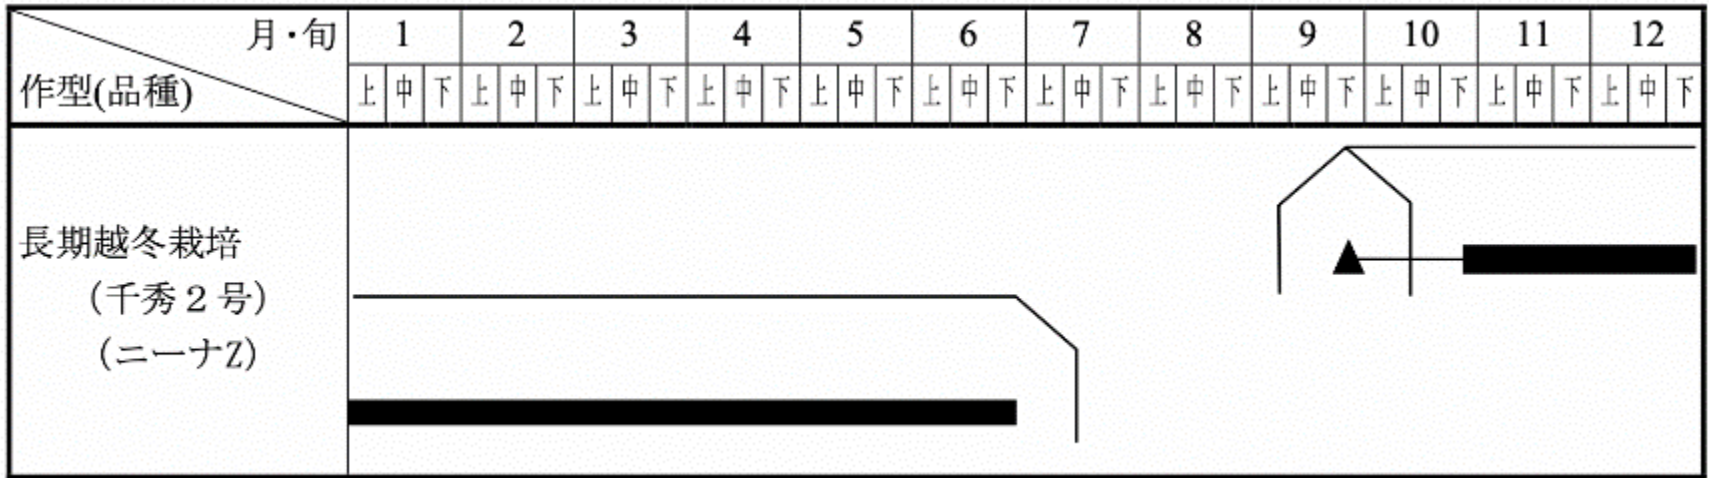 月・旬 1 2 3 4 5 6 7 8 9 10 11 12
作型(品種) 上 中 下 上 中 下 上 中 下 上 中 下 上 中 下 上 中 下 上 中 下 上 中 下 上 中 下 上 中 下 上 中 下 上 中 下
長期越冬栽培
(千秀２号)
(ニーナZ)